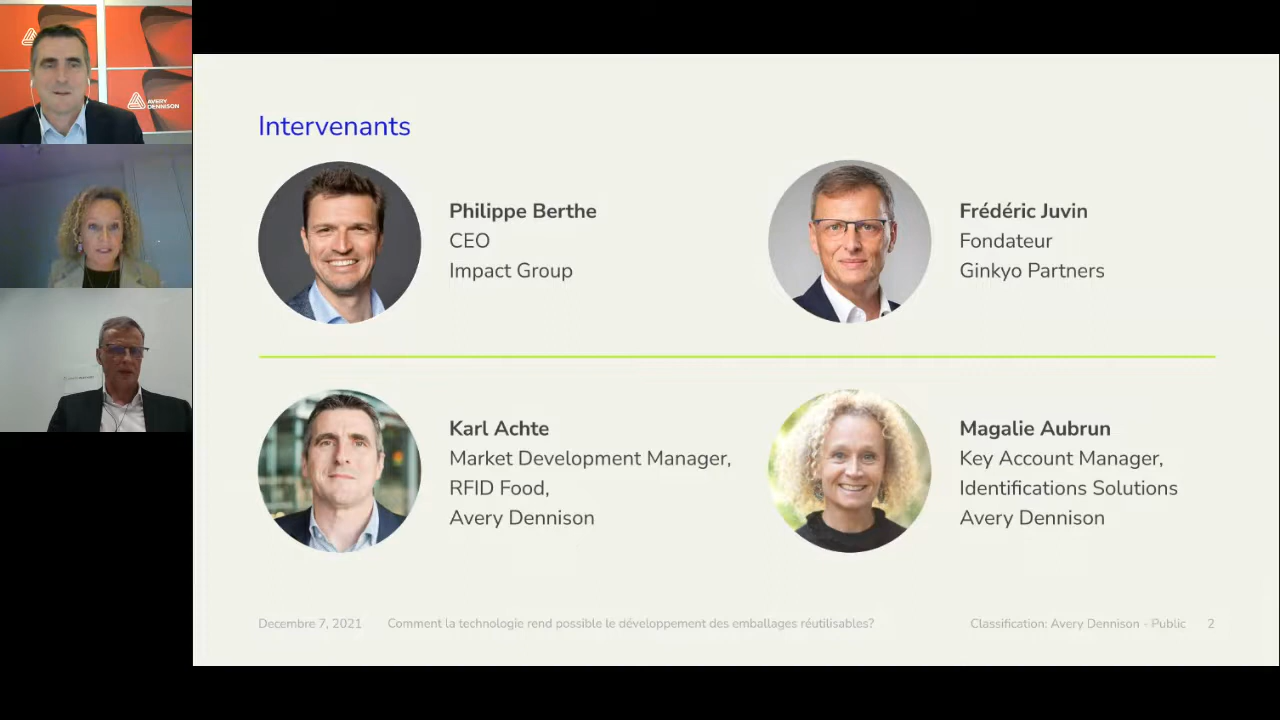 AVERY
DENNISON
Intervenants
Philippe Berthe
CEO
Impact Group
Frédéric Juvin
Fondateur
Ginkyo Partners
Karl Achte
Market Development Manager,
RFID Food,
Avery Dennison
Magalie Aubrun
Key Account Manager,
Identifications Solutions
Avery Dennison
Decembre 7, 2021
Comment la technologie rend possible le développement des emballages réutilisables?
Classification: Avery Dennison - Public
2